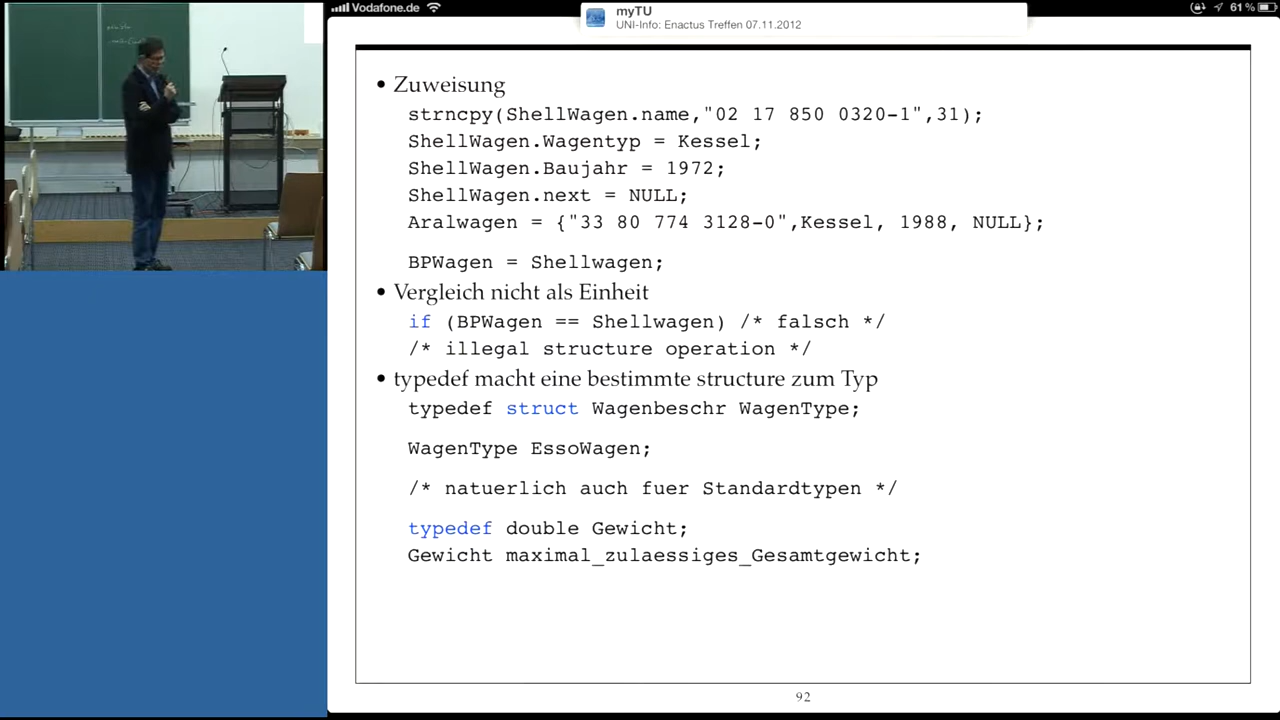 Vodafone.de
61 %
myTU
UNI-Info: Enactus Treffen 07.11.2012
• Zuweisung
strncpy(ShellWagen.name,"02 17 850 0320-1",31);
ShellWagen.Wagentyp = Kessel;
ShellWagen.Baujahr = 1972;
ShellWagen.next = NULL;
Aralwagen = {"33 80 774 3128-0",Kessel, 1988, NULL};
BPWagen = Shellwagen;
• Vergleich nicht als Einheit
if (BPWagen == Shellwagen) /* falsch */
/* illegal structure operation */
• typedef macht eine bestimmte structure zum Typ
typedef struct Wagenbeschr WagenType;
WagenType EssoWagen;
/* natuerlich auch fuer Standardtypen */
typedef double Gewicht;
Gewicht maximal_zulaessiges_Gesamtgewicht;
92